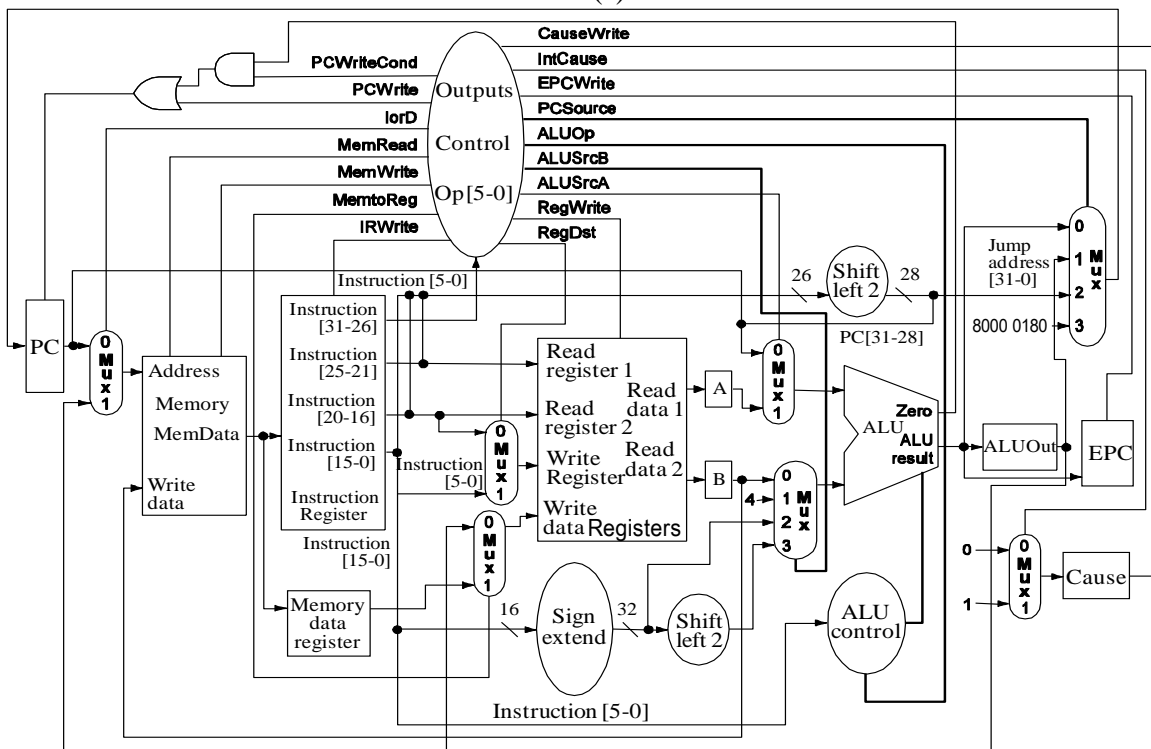 CauseWrite
IntCause
EPCWrite
PCSource
ALUOp
ALUSrcB
ALUSrcA
RegWrite
RegDst
PCWriteCond
PCWrite
IorD
MemRead
MemWrite
MemtoReg
IRWrite
Outputs
Control
Op[5-0]
Instruction [5-0]
26
Shift
left 2
28
Jump
address
[31-0]
PC[31-28]
8000 0180
0
1
2
3
M
u
x
PC
0
M
u
x
1
Address
Memory
MemData
Write
data
Instruction
[31-26]
Instruction
[25-21]
Instruction
[20-16]
Instruction
[15-0]
Instruction
Register
Instruction
[5-0]
Instruction
[15-0]
0
M
u
x
1
0
M
u
x
1
Read
register 1
Read
register 2
Write
Register
Write
data
Read
data 1
Read
data 2
Registers
A
B
0
M
u
x
1
4
0
1
2
3
M
u
x
Zero
ALU
ALU
result
ALUOut
EPC
0
1
0
M
u
x
1
Cause
Memory
data
register
16
Sign
extend
32
Shift
left 2
ALU
control
Instruction [5-0]